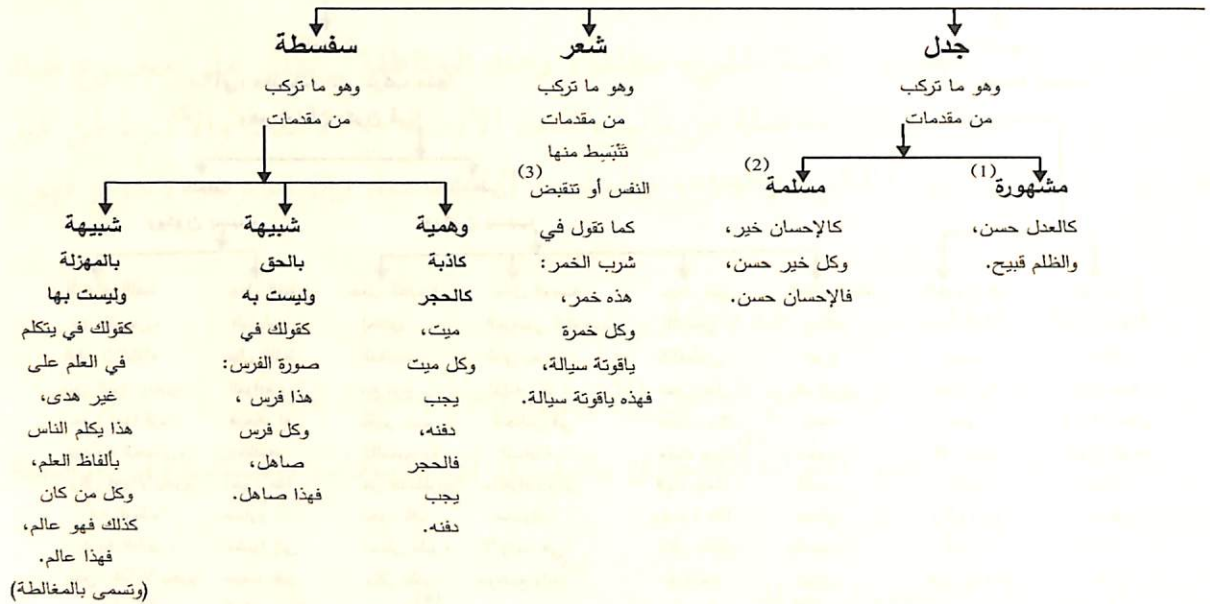 جدل
وهو ما تركب
من مقدمات
مشهورة (1)
كالعدل حسن،
والظلم قبيح.
مسلمة (2)
كالإحسان خير،
وكل خير حسن،
فالإحسان حسن.
شعر
وهو ما تركب
من مقدمات
تَنْبَسِط منها
النفس أو تتقبض (3)
كما تقول في
شرب الخمر:
هذه خمر،
وكل خمرة
ياقوتة سيالة،
فهذه ياقوتة سيالة.
سفسطة
وهو ما تركب
من مقدمات
وهمية
كاذبة
كالحجر
ميت،
وكل ميت
يجب
دفنه،
فالحجر
يجب
دفنه.
شبيهة
بالحق
وليست به
كقولك في
صورة الفرس:
هذا فرس ،
وكل فرس
صاهل،
فهذا صاهل.
شبيهة
بالمهزلة
وليست بها
كقولك في يتكلم
في العلم على
غير هدى،
هذا يكلم الناس
بألفاظ العلم،
وكل من كان
كذلك فهو عالم،
فهذا عالم.
(وتسمى بالمغالطة)